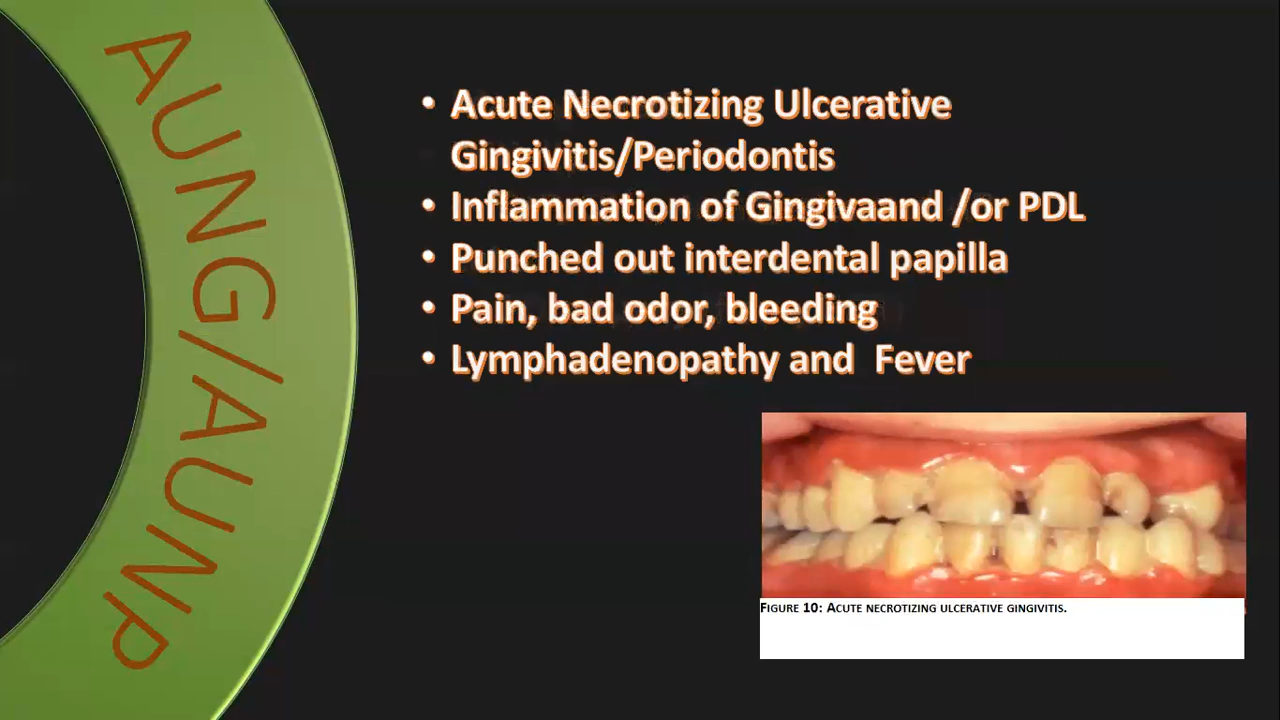 AUNG/AUNP
• Acute Necrotizing Ulcerative
Gingivitis/Periodontis
• Inflammation of Gingivaand /or PDL
• Punched out interdental papilla
• Pain, bad odor, bleeding
• Lymphadenopathy and  Fever
FIGURE 10: ACUTE NECROTIZING ULCERATIVE GINGIVITIS.